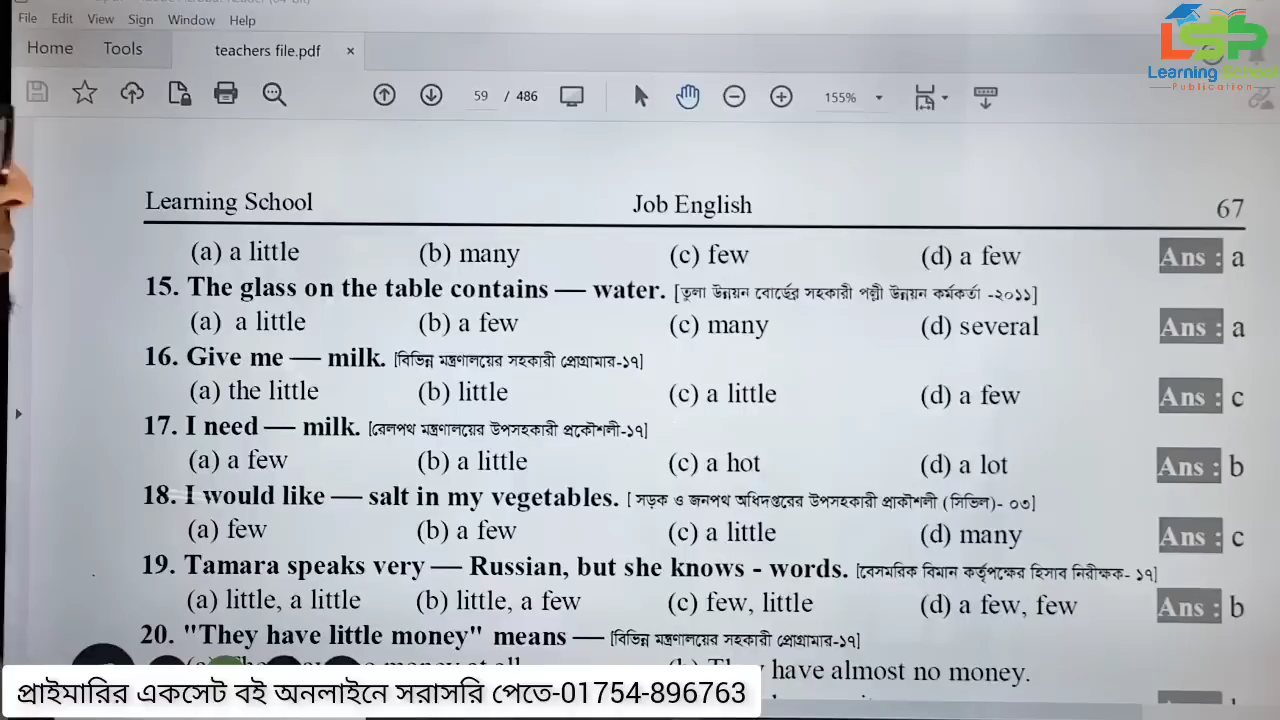 File Edit View Sign Window Help
Home Tools teachers file.pdf ×
59 / 486 155%
LSP
Learning School
Publication
Learning School Job English 67
(a) a little (b) many (c) few (d) a few Ans : a
15. The glass on the table contains — water. [তুলা উন্নয়ন বোর্ডের সহকারী পল্লী উন্নয়ন কর্মকর্তা -২০১১]
(a) a little (b) a few (c) many (d) several Ans : a
16. Give me — milk. [বিভিন্ন মন্ত্রণালয়ের সহকারী প্রোগ্রামার-১৭]
(a) the little (b) little (c) a little (d) a few Ans : c
17. I need — milk. [রেলপথ মন্ত্রণালয়ের উপসহকারী প্রকৌশলী-১৭]
(a) a few (b) a little (c) a hot (d) a lot Ans : b
18. I would like — salt in my vegetables. [ সড়ক ও জনপথ অধিদপ্তরের উপসহকারী প্রাকৌশলী (সিভিল)- ০৩]
(a) few (b) a few (c) a little (d) many Ans : c
19. Tamara speaks very — Russian, but she knows - words. [বেসমরিক বিমান কর্তৃপক্ষের হিসাব নিরীক্ষক- ১৭]
(a) little, a little (b) little, a few (c) few, little (d) a few, few Ans : b
20. "They have little money" means — [বিভিন্ন মন্ত্রণালয়ের সহকারী প্রোগ্রামার-১৭]
have almost no money.
প্রাইমারির একসেট বই অনলাইনে সরাসরি পেতে-01754-896763